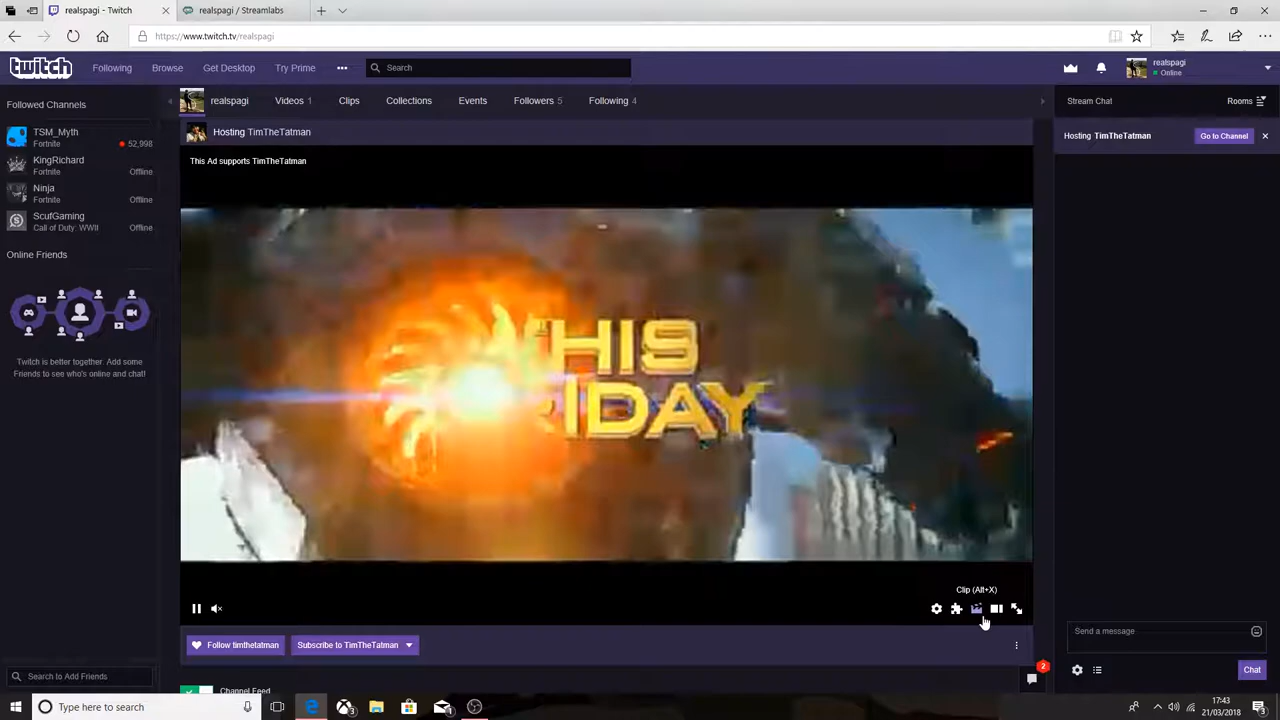 realspagi - Twitch
realspagi / Streamlabs
https://www.twitch.tv/realspagi
twitch
Following
Browse
Get Desktop
Try Prime
Search
realspagi
Online
Followed Channels
TSM_Myth
Fortnite
52,998
KingRichard
Fortnite
Offline
Ninja
Fortnite
Offline
ScufGaming
Call of Duty: WWII
Offline
Online Friends
Twitch is better together. Add some
Friends to see who's online and chat!
Search to Add Friends
realspagi
Videos 1
Clips
Collections
Events
Followers 5
Following 4
Hosting TimTheTatman
This Ad supports TimTheTatman
THIS
FRIDAY
Clip (Alt+X)
Follow timthetatman
Subscribe to TimTheTatman
Channel Feed
Stream Chat
Rooms
Hosting TimTheTatman
Go to Channel
Send a message
Chat
2
Type here to search
17:43
21/03/2018